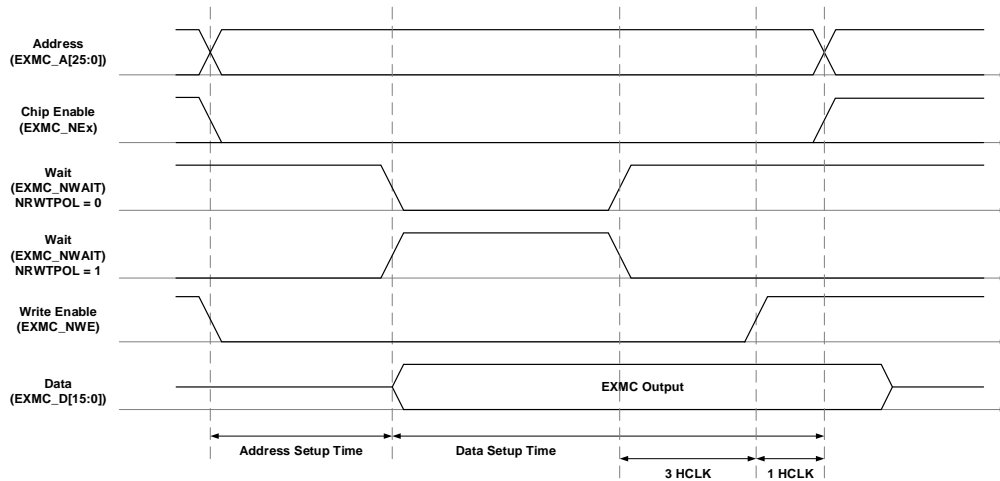 Address
(EXMC_A[25:0])
Chip Enable
(EXMC_NEx)
Wait
(EXMC_NWAIT)
NRWTPOL = 0
Wait
(EXMC_NWAIT)
NRWTPOL = 1
Write Enable
(EXMC_NWE)
Data
(EXMC_D[15:0])
EXMC Output
Address Setup Time
Data Setup Time
3 HCLK
1 HCLK